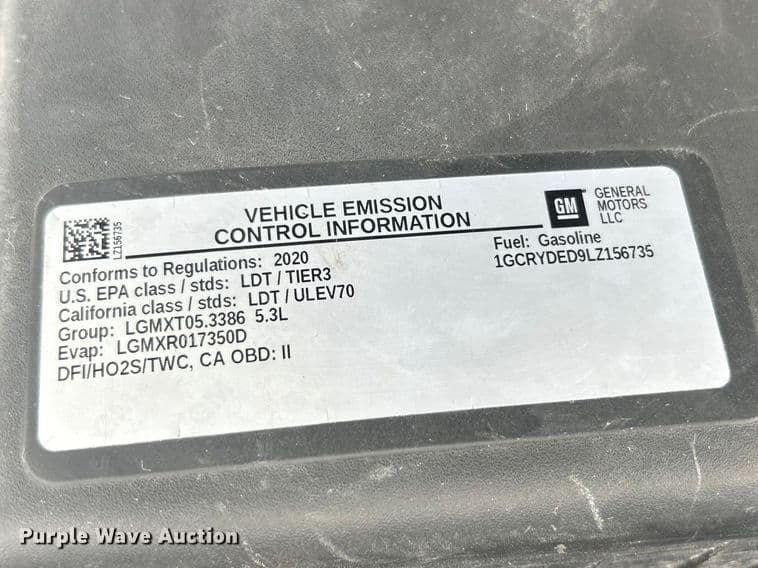 LZ156735
VEHICLE EMISSION
CONTROL INFORMATION
GM
GENERAL
MOTORS
LLC
Conforms to Regulations: 2020
U.S. EPA class / stds: LDT / TIER3
California class / stds: LDT / ULEV70
Group: LGMXT05.3386 5.3L
Evap: LGMXR017350D
DFI/HO2S/TWC, CA OBD: II
Fuel: Gasoline
1GCRYDED9LZ156735
Purple Wave Auction